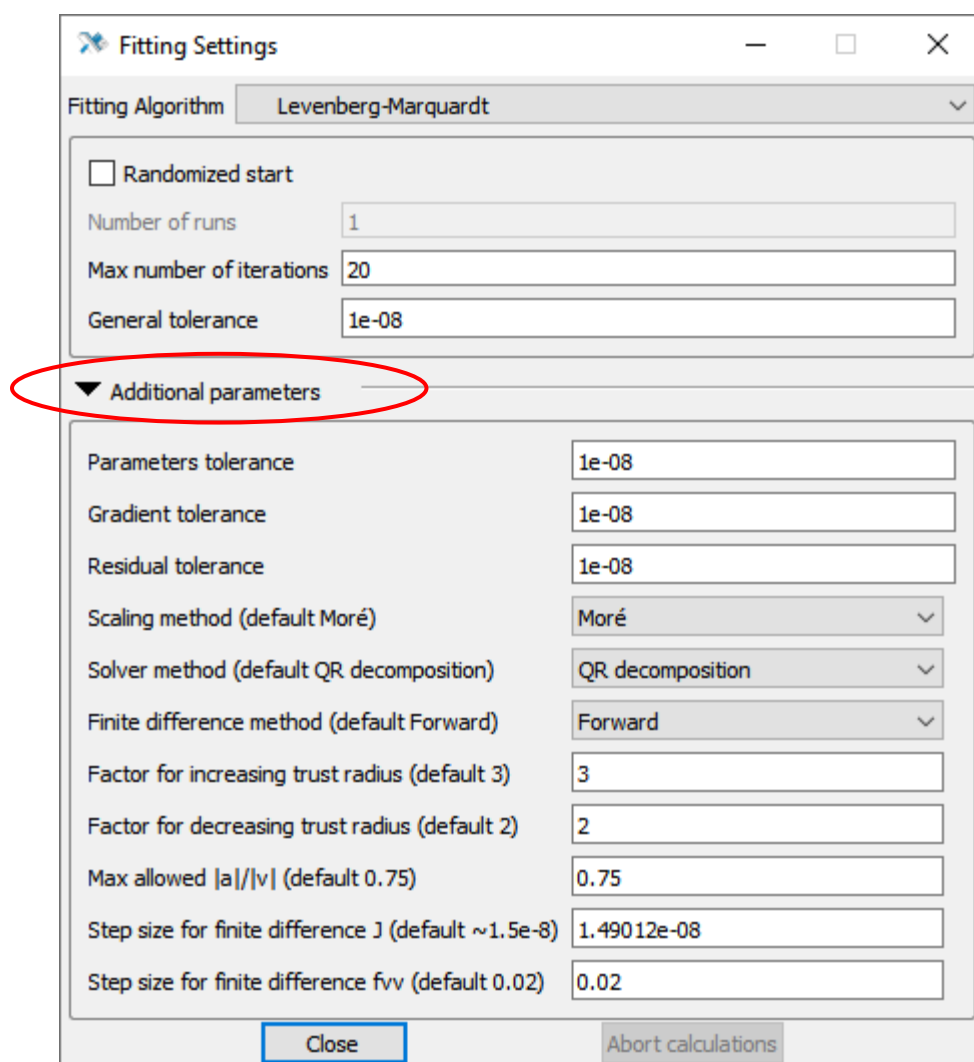 Fitting Settings
Fitting Algorithm Levenberg-Marquardt
Randomized start
Number of runs 1
Max number of iterations 20
General tolerance 1e-08
Additional parameters
Parameters tolerance 1e-08
Gradient tolerance 1e-08
Residual tolerance 1e-08
Scaling method (default Moré) Moré
Solver method (default QR decomposition) QR decomposition
Finite difference method (default Forward) Forward
Factor for increasing trust radius (default 3) 3
Factor for decreasing trust radius (default 2) 2
Max allowed |a|/|v| (default 0.75) 0.75
Step size for finite difference J (default ~1.5e-8) 1.49012e-08
Step size for finite difference fvv (default 0.02) 0.02
Close Abort calculations